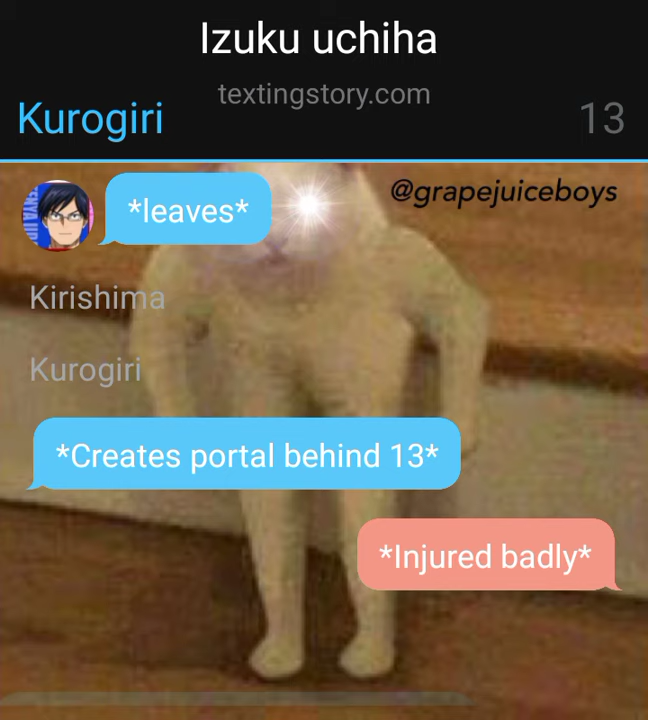 Izuku uchiha
textingstory.com
Kurogiri
13
@grapejuiceboys
*leaves*
Kirishima
Kurogiri
*Creates portal behind 13*
*Injured badly*